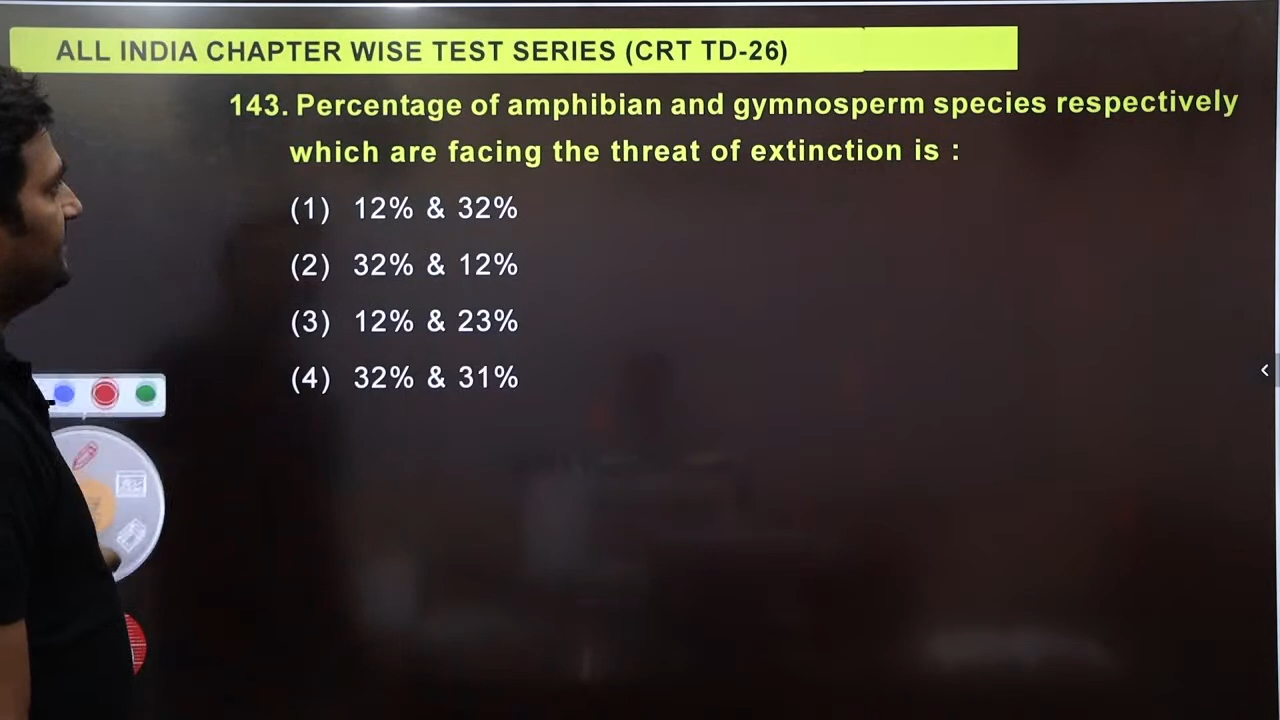 ALL INDIA CHAPTER WISE TEST SERIES (CRT TD-26)
143. Percentage of amphibian and gymnosperm species respectively
which are facing the threat of extinction is :
(1) 12% & 32%
(2) 32% & 12%
(3) 12% & 23%
(4) 32% & 31%